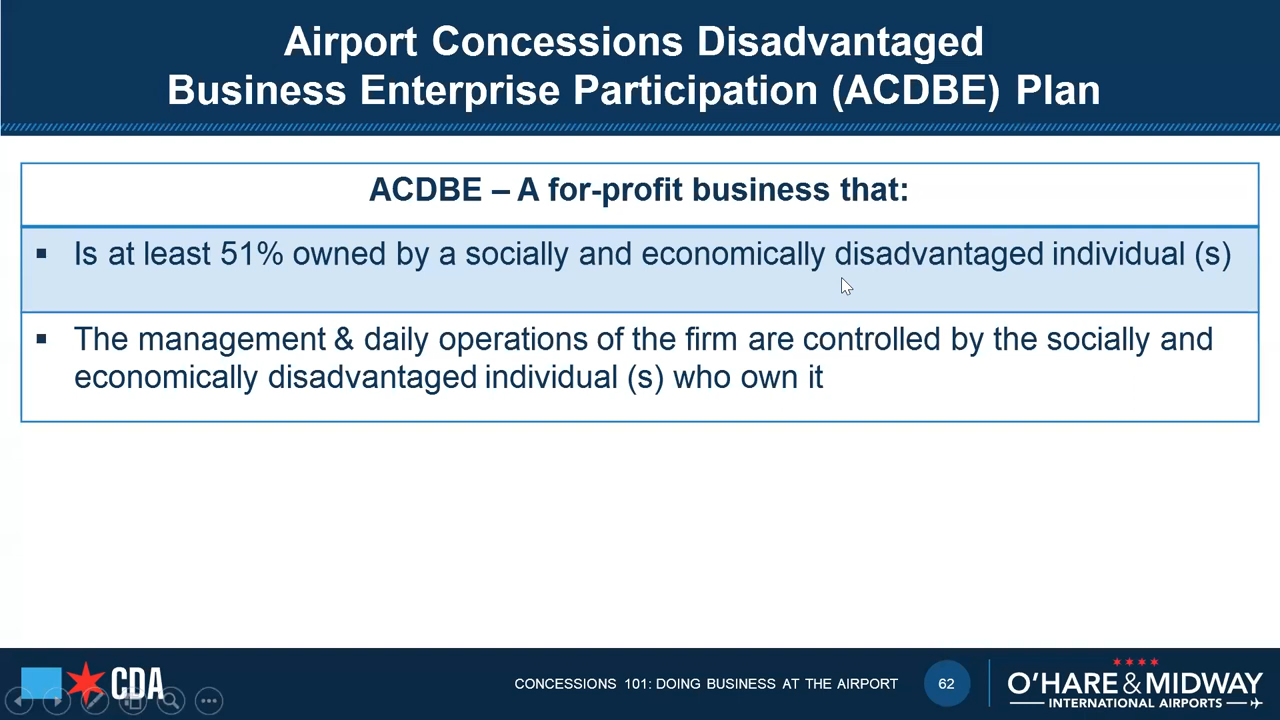 Airport Concessions Disadvantaged
Business Enterprise Participation (ACDBE) Plan
ACDBE – A for-profit business that:
▪ Is at least 51% owned by a socially and economically disadvantaged individual (s)
▪ The management & daily operations of the firm are controlled by the socially and
economically disadvantaged individual (s) who own it
CDA
CONCESSIONS 101: DOING BUSINESS AT THE AIRPORT
62
O'HARE & MIDWAY
INTERNATIONAL AIRPORTS